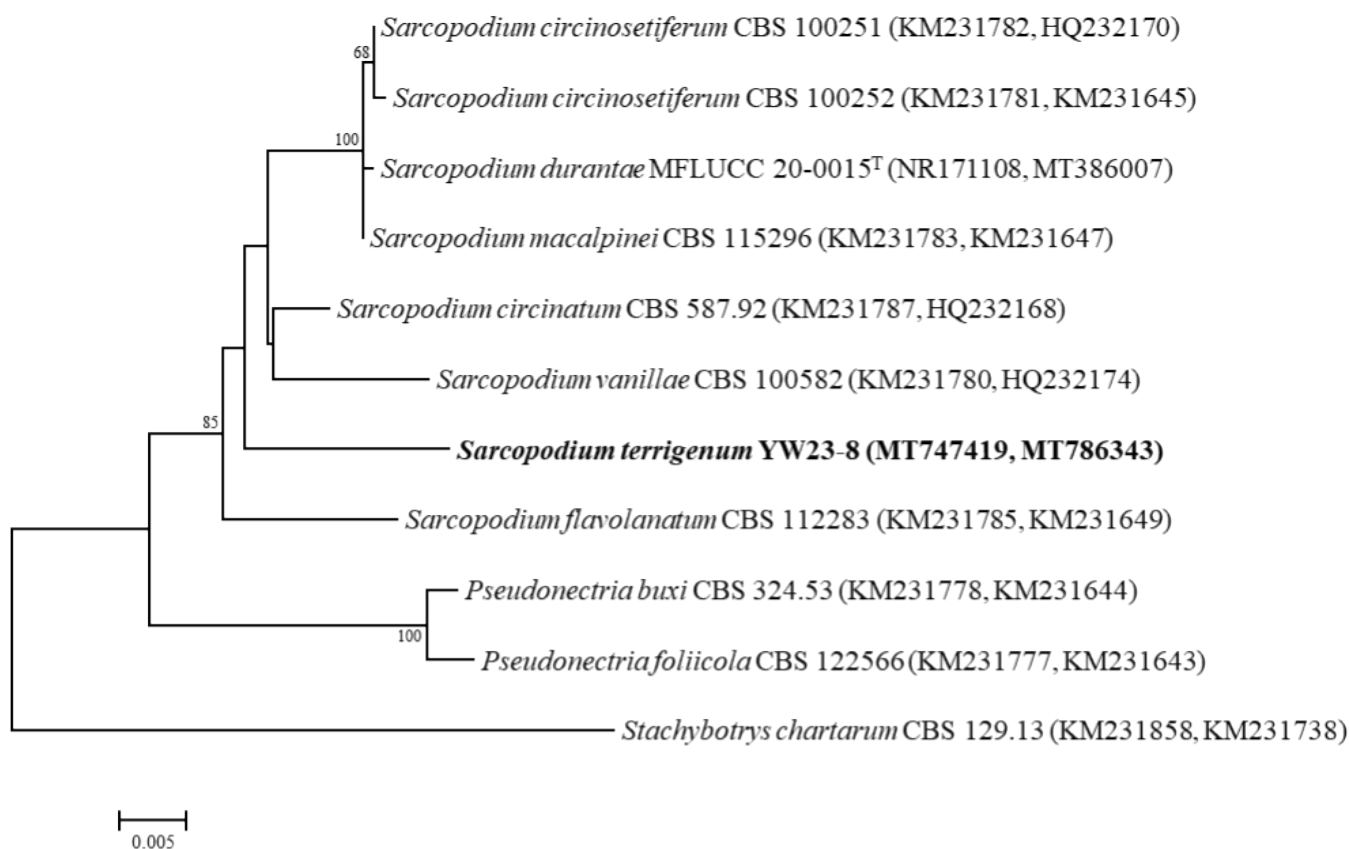 Sarcopodium circinosetiferum CBS 100251 (KM231782, HQ232170)
68
Sarcopodium circinosetiferum CBS 100252 (KM231781, KM231645)
100
Sarcopodium durantae MFLUCC 20-0015ᵀ (NR171108, MT386007)
Sarcopodium macalpinei CBS 115296 (KM231783, KM231647)
Sarcopodium circinatum CBS 587.92 (KM231787, HQ232168)
Sarcopodium vanillae CBS 100582 (KM231780, HQ232174)
85
Sarcopodium terrigenum YW23-8 (MT747419, MT786343)
Sarcopodium flavolanatum CBS 112283 (KM231785, KM231649)
Pseudonectria buxi CBS 324.53 (KM231778, KM231644)
100
Pseudonectria foliicola CBS 122566 (KM231777, KM231643)
Stachybotrys chartarum CBS 129.13 (KM231858, KM231738)
0.005